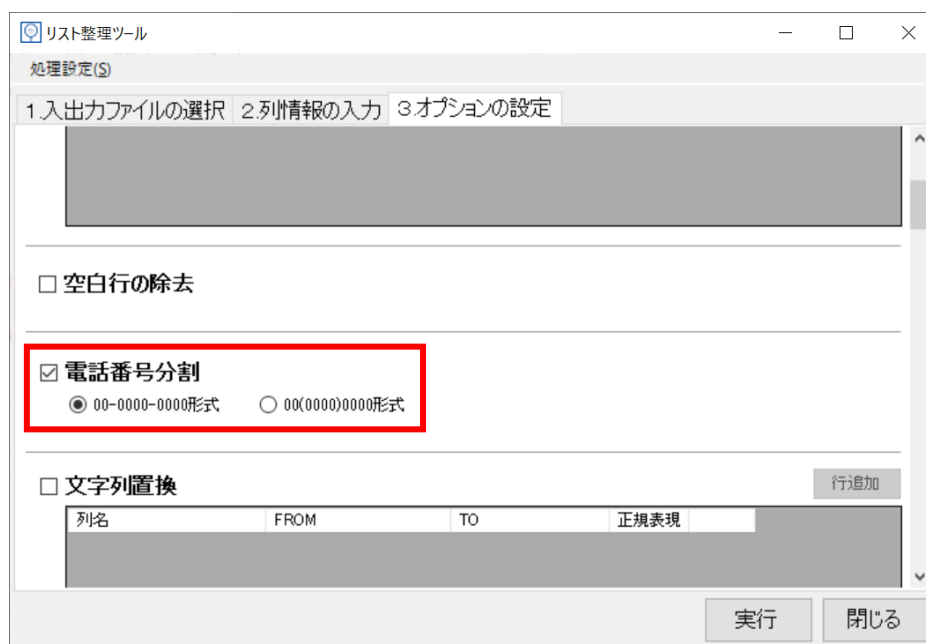 リスト整理ツール
処理設定(S)
1.入出力ファイルの選択 2.列情報の入力 3.オプションの設定
空白行の除去
電話番号分割
00-0000-0000形式 00(0000)0000形式
文字列置換 行追加
列名 FROM TO 正規表現
実行 閉じる